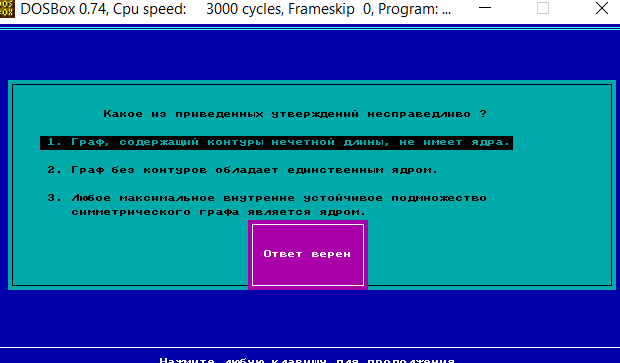 DOSBox 0.74, Cpu speed: 3000 cycles, Frameskip 0, Program: ...
Какое из приведенных утверждений несправедливо ?
1. Граф, содержащий контуры нечетной длины, не имеет ядра.
2. Граф без контуров обладает единственным ядром.
3. Любое максимальное внутренне устойчивое подмножество
симметрического графа является ядром.
Ответ верен
Нажмите любую клавишу для продолжения